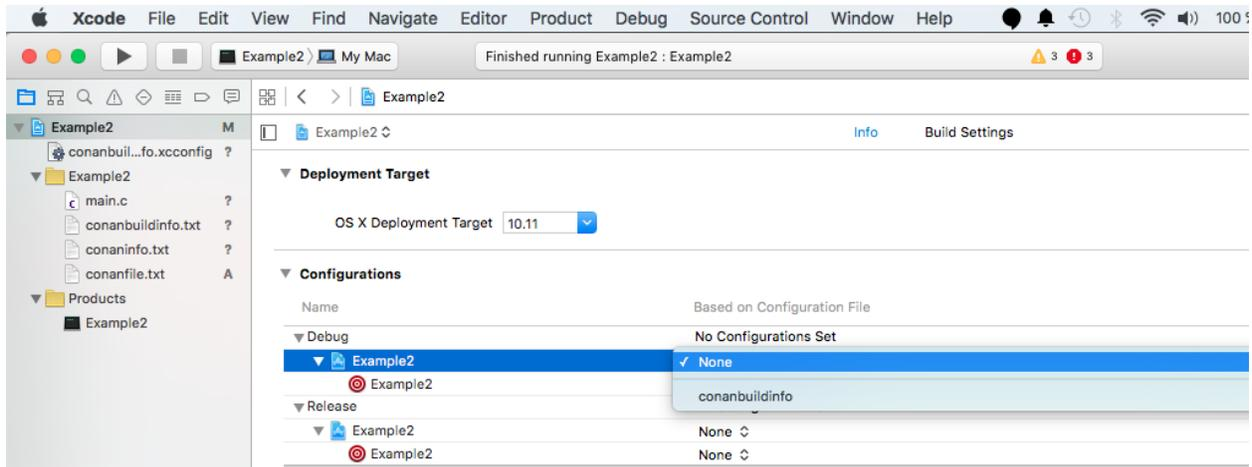 Xcode File Edit View Find Navigate Editor Product Debug Source Control Window Help 100
Example2 My Mac Finished running Example2 : Example2 3 3
Example2
Example2 M
Example2 Info Build Settings
conanbuil...fo.xcconfig ?
Example2
main.c ?
conanbuildinfo.txt ?
conaninfo.txt ?
conanfile.txt A
Products
Example2
Deployment Target
OS X Deployment Target 10.11
Configurations
Name Based on Configuration File
Debug No Configurations Set
Example2 ✓ None
Example2
conanbuildinfo
Release
Example2 None
Example2 None